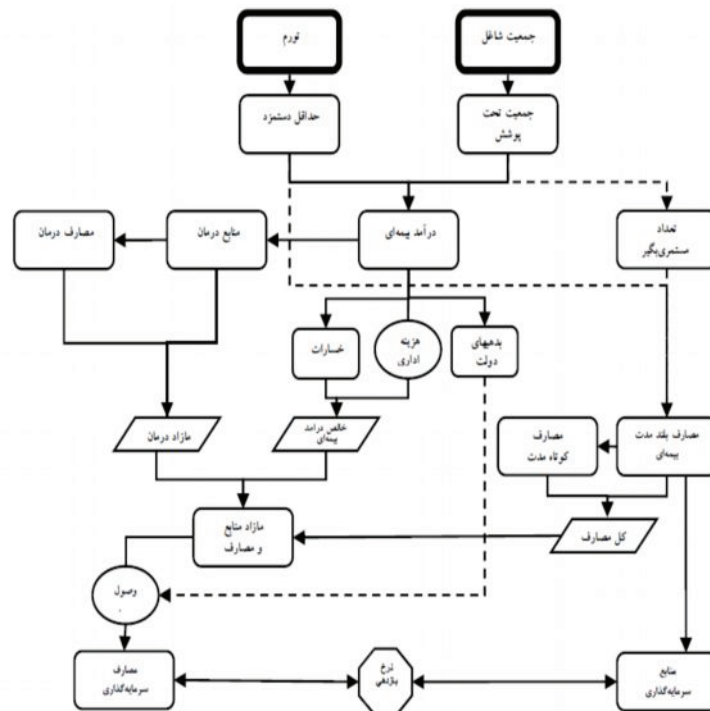 جمعیت شاغل
تورم
جمعیت تحت
پوشش
حداقل دستمزد
تعداد
مستمری‌بگیر
درآمد بیمه‌ای
منابع درمان
مصارف درمان
بدهیهای
دولت
هزینه
اداری
خسارات
مصارف بلند مدت
بیمه‌ای
مصارف
کوتاه مدت
خالص درامد
بیمه‌ای
مازاد درمان
کل مصارف
مازاد منابع
و مصارف
وصول
منابع
سرمایه‌گذاری
نرخ
بازدهی
مصارف
سرمایه‌گذاری